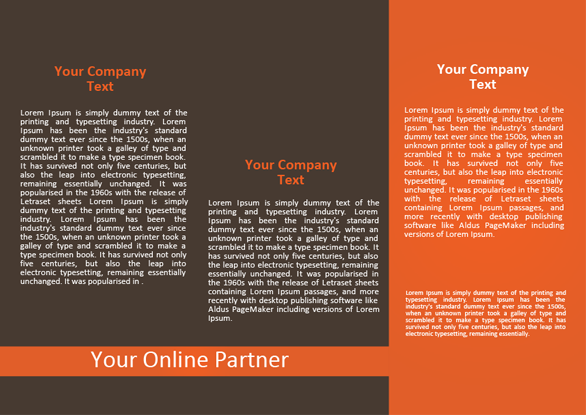 Your Company
Text
Lorem Ipsum is simply dummy text of the
printing and typesetting industry. Lorem
Ipsum has been the industry's standard
dummy text ever since the 1500s, when an
unknown printer took a galley of type and
scrambled it to make a type specimen book.
It has survived not only five centuries, but
also the leap into electronic typesetting,
remaining essentially unchanged. It was
popularised in the 1960s with the release of
Letraset sheets Lorem Ipsum is simply
dummy text of the printing and typesetting
industry. Lorem Ipsum has been the
industry's standard dummy text ever since
the 1500s, when an unknown printer took a
galley of type and scrambled it to make a
type specimen book. It has survived not only
five centuries, but also the leap into
electronic typesetting, remaining essentially
unchanged. It was popularised in .
Your Company
Text
Lorem Ipsum is simply dummy text of the
printing and typesetting industry. Lorem
Ipsum has been the industry's standard
dummy text ever since the 1500s, when an
unknown printer took a galley of type and
scrambled it to make a type specimen book. It
has survived not only five centuries, but also
the leap into electronic typesetting, remaining
essentially unchanged. It was popularised in
the 1960s with the release of Letraset sheets
containing Lorem Ipsum passages, and more
recently with desktop publishing software like
Aldus PageMaker including versions of Lorem
Ipsum.
Your Company
Text
Lorem Ipsum is simply dummy text of the
printing and typesetting industry. Lorem
Ipsum has been the industry's standard
dummy text ever since the 1500s, when an
unknown printer took a galley of type and
scrambled it to make a type specimen
book. It has survived not only five
centuries, but also the leap into electronic
typesetting, remaining essentially
unchanged. It was popularised in the 1960s
with the release of Letraset sheets
containing Lorem Ipsum passages, and
more recently with desktop publishing
software like Aldus PageMaker including
versions of Lorem Ipsum.
Lorem Ipsum is simply dummy text of the printing and
typesetting industry. Lorem Ipsum has been the
industry's standard dummy text ever since the 1500s,
when an unknown printer took a galley of type and
scrambled it to make a type specimen book. It has
survived not only five centuries, but also the leap into
electronic typesetting, remaining essentially.
Your Online Partner